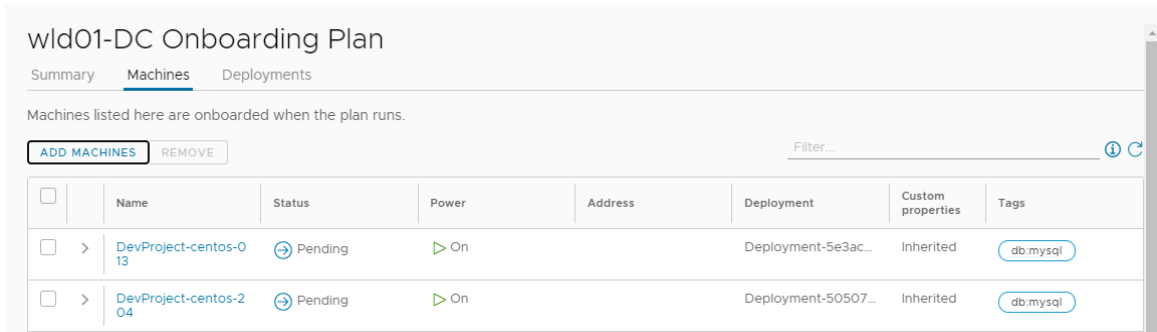 wld01-DC Onboarding Plan
Summary Machines Deployments
Machines listed here are onboarded when the plan runs.
ADD MACHINES REMOVE Filter...
Name Status Power Address Deployment Custom properties Tags
DevProject-centos-0
13 Pending On Deployment-5e3ac... Inherited db:mysql
DevProject-centos-2
04 Pending On Deployment-50507... Inherited db:mysql